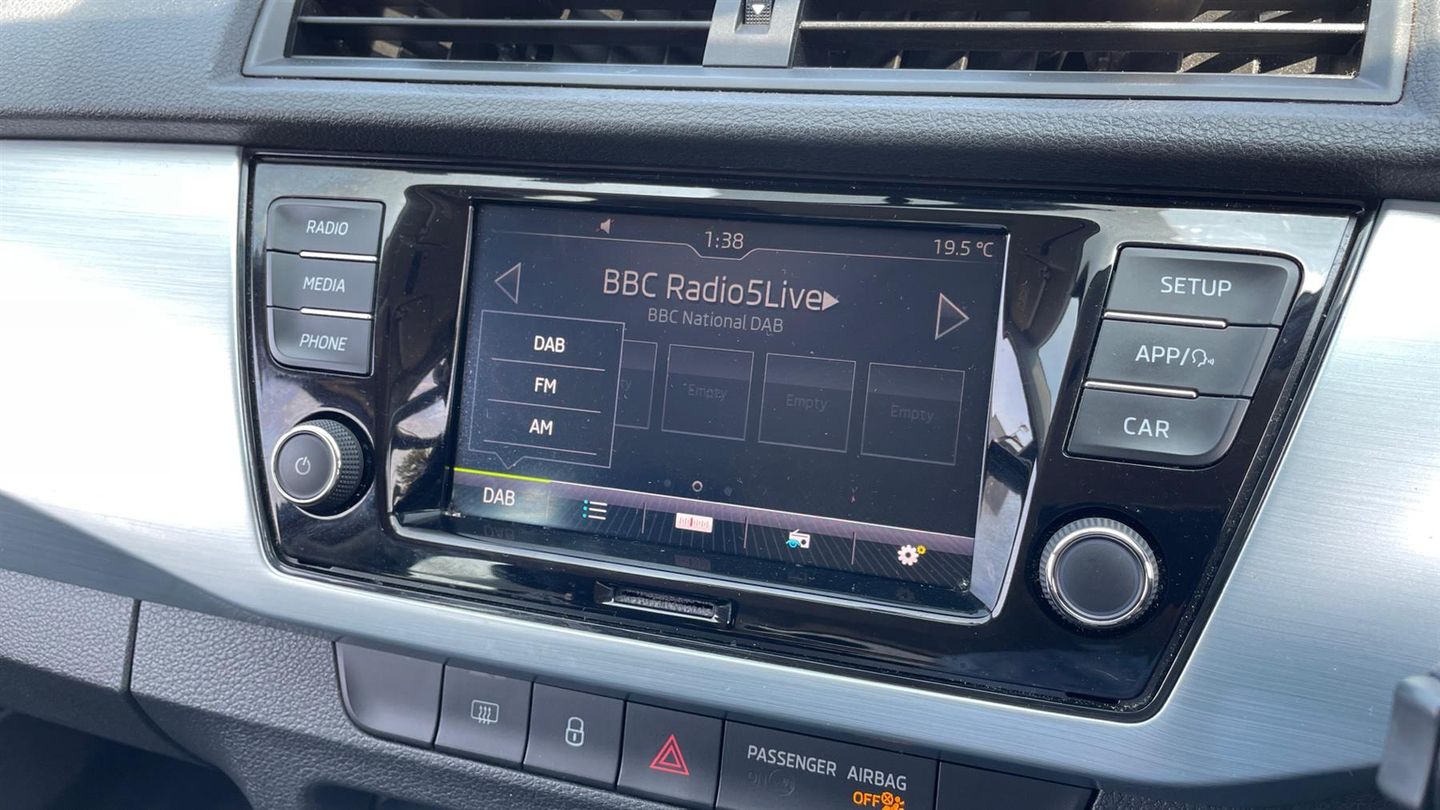 RADIO
MEDIA
PHONE
1:38
19.5 °C
BBC Radio5Live
BBC National DAB
DAB
FM
AM
Empty
Empty
Empty
DAB
SETUP
APP/
CAR
PASSENGER AIRBAG
ON
OFF